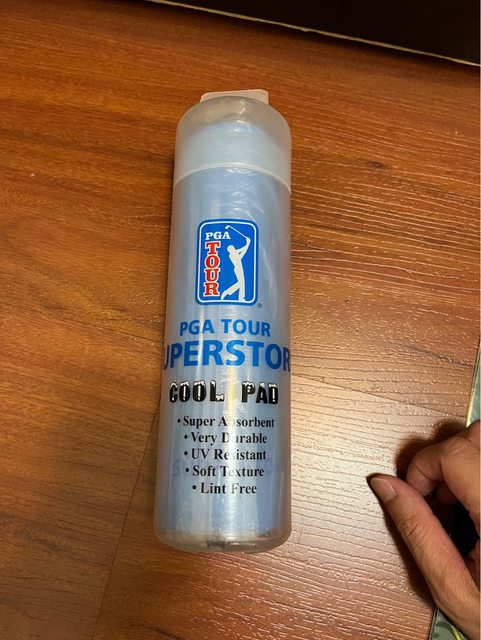 PGA
TOUR
®
PGA TOUR
UPERSTOR
COOL PAD
• Super Absorbent
• Very Durable
• UV Resistant
• Soft Texture
• Lint Free